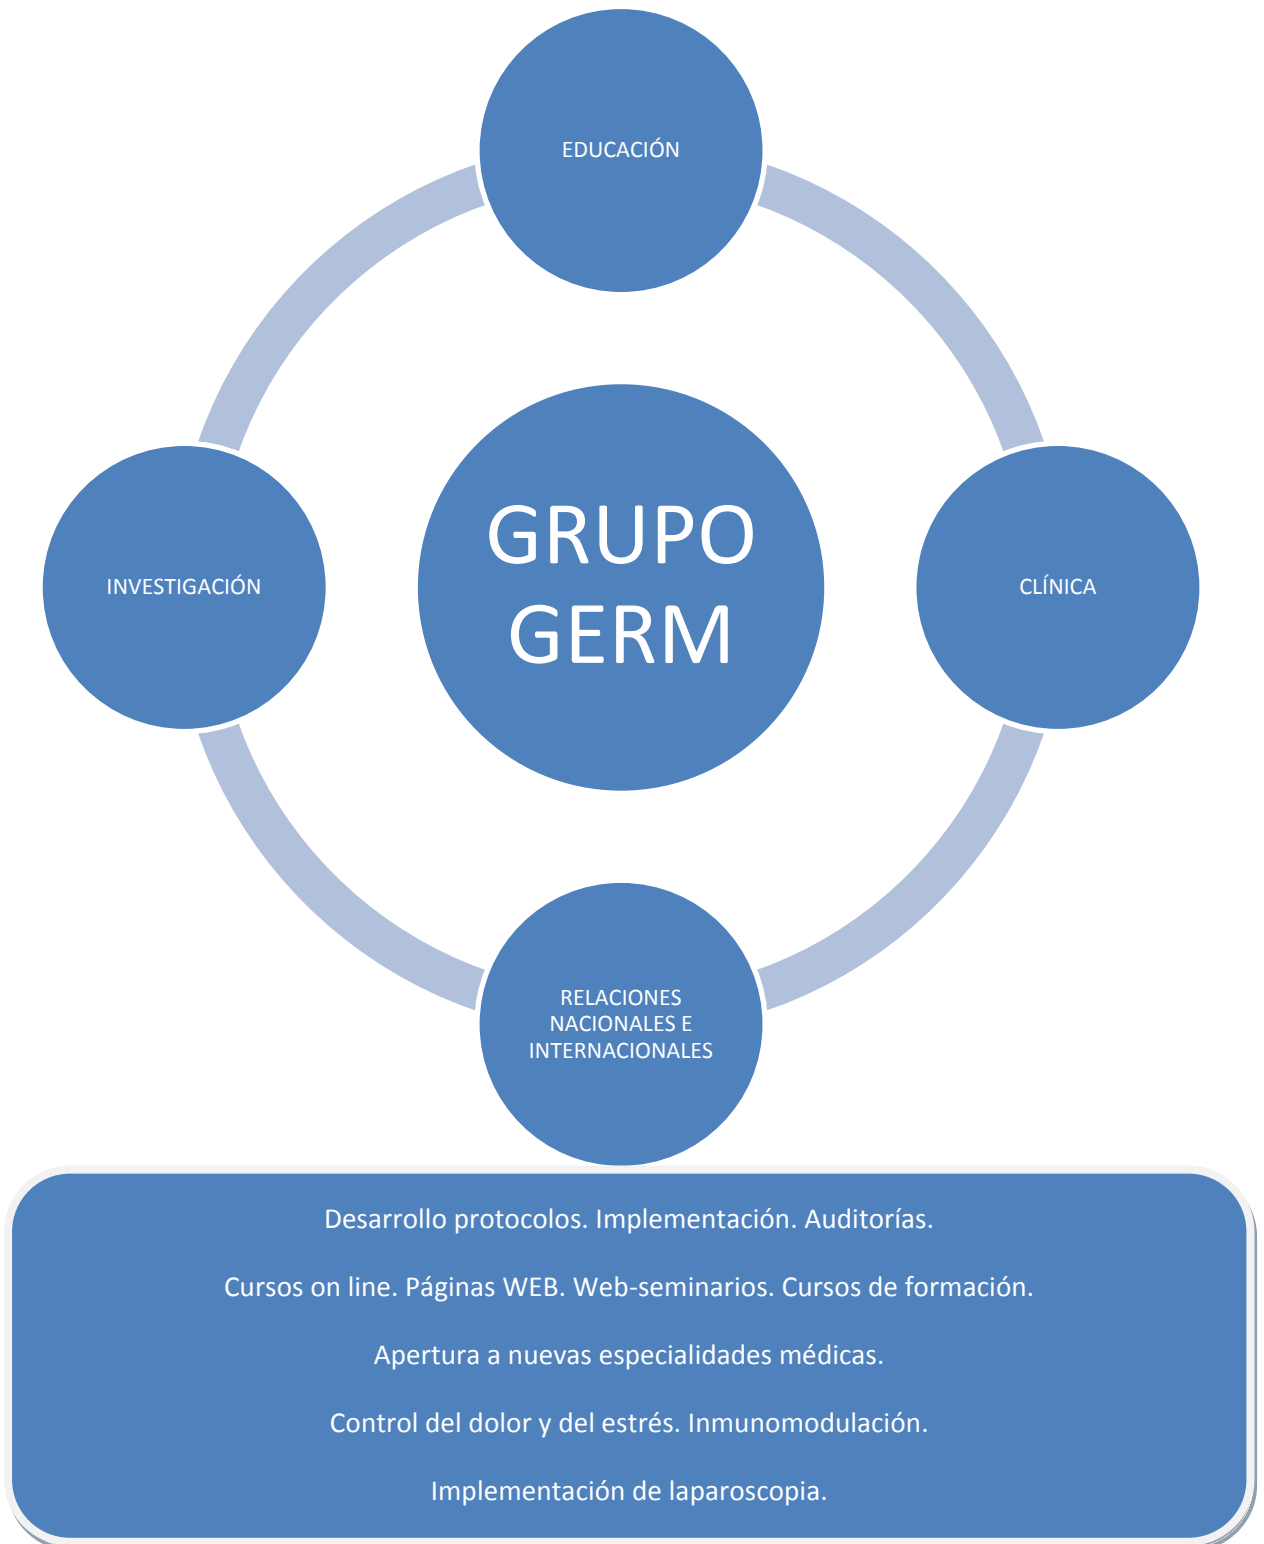 EDUCACIÓN
INVESTIGACIÓN
GRUPO
GERM
CLÍNICA
RELACIONES
NACIONALES E
INTERNACIONALES
Desarrollo protocolos. Implementación. Auditorías.
Cursos on line. Páginas WEB. Web-seminarios. Cursos de formación.
Apertura a nuevas especialidades médicas.
Control del dolor y del estrés. Inmunomodulación.
Implementación de laparoscopia.